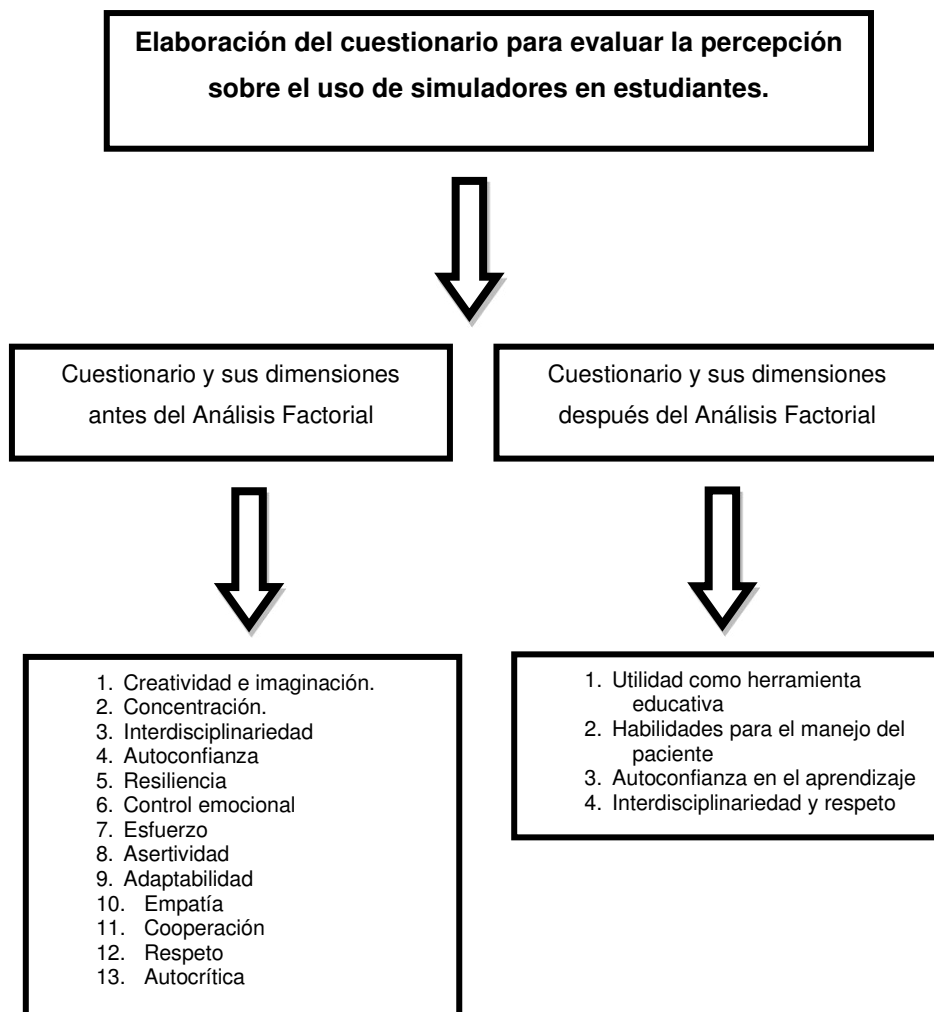 Elaboración del cuestionario para evaluar la percepción
sobre el uso de simuladores en estudiantes.
Cuestionario y sus dimensiones
antes del Análisis Factorial
Cuestionario y sus dimensiones
después del Análisis Factorial
1. Creatividad e imaginación.
2. Concentración.
3. Interdisciplinariedad
4. Autoconfianza
5. Resiliencia
6. Control emocional
7. Esfuerzo
8. Asertividad
9. Adaptabilidad
10. Empatía
11. Cooperación
12. Respeto
13. Autocrítica
1. Utilidad como herramienta
educativa
2. Habilidades para el manejo del
paciente
3. Autoconfianza en el aprendizaje
4. Interdisciplinariedad y respeto